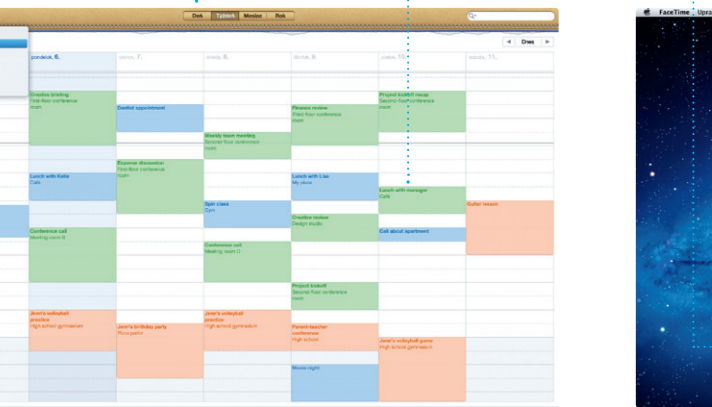 Deň Týždeň Mesiac Rok
Dnes
pondelok, 6.
utorok, 7.
streda, 8.
štvrtok, 9.
piatok, 10.
sobota, 11.
Creative briefing
First-floor conference
room
Lunch with Katie
Café
Conference call
Meeting room B
Jenn's volleyball
practice
High school gymnasium
Dentist appointment
Expense discussion
First-floor conference
room
Jenn's birthday party
Weekly team meeting
Second-floor conference
room
Spin class
Gym
Conference call
Meeting room D
Jenn's volleyball
practice
High school gymnasium
Finance review
Third-floor conference
room
Lunch with Lisa
My place
Creative review
Design studio
Project kickoff
Second-floor conference
room
Parent-teacher
conference
High school
Movie night
Project kickoff recap
Second-floor conference
room
Lunch with manager
Café
Call about apartment
Jenn's volleyball game
High school gymnasium
Guitar lesson
FaceTime Upra